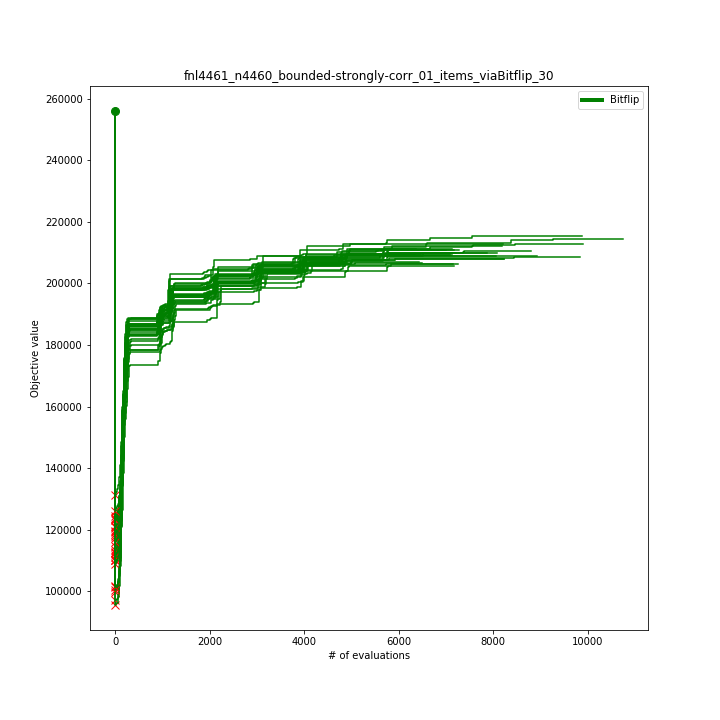 fnl4461_n4460_bounded-strongly-corr_01_items_viaBitflip_30
Bitflip
Objective value
260000
240000
220000
200000
180000
160000
140000
120000
100000
0 2000 4000 6000 8000 10000
# of evaluations